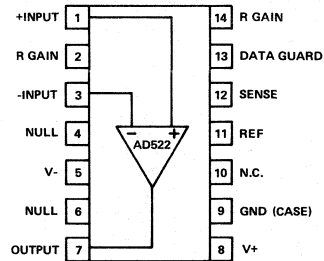 +INPUT 1 14 R GAIN
R GAIN 2 13 DATA GUARD
-INPUT 3 12 SENSE
NULL 4 - + 11 REF
AD522
V- 5 10 N.C.
NULL 6 9 GND (CASE)
OUTPUT 7 8 V+